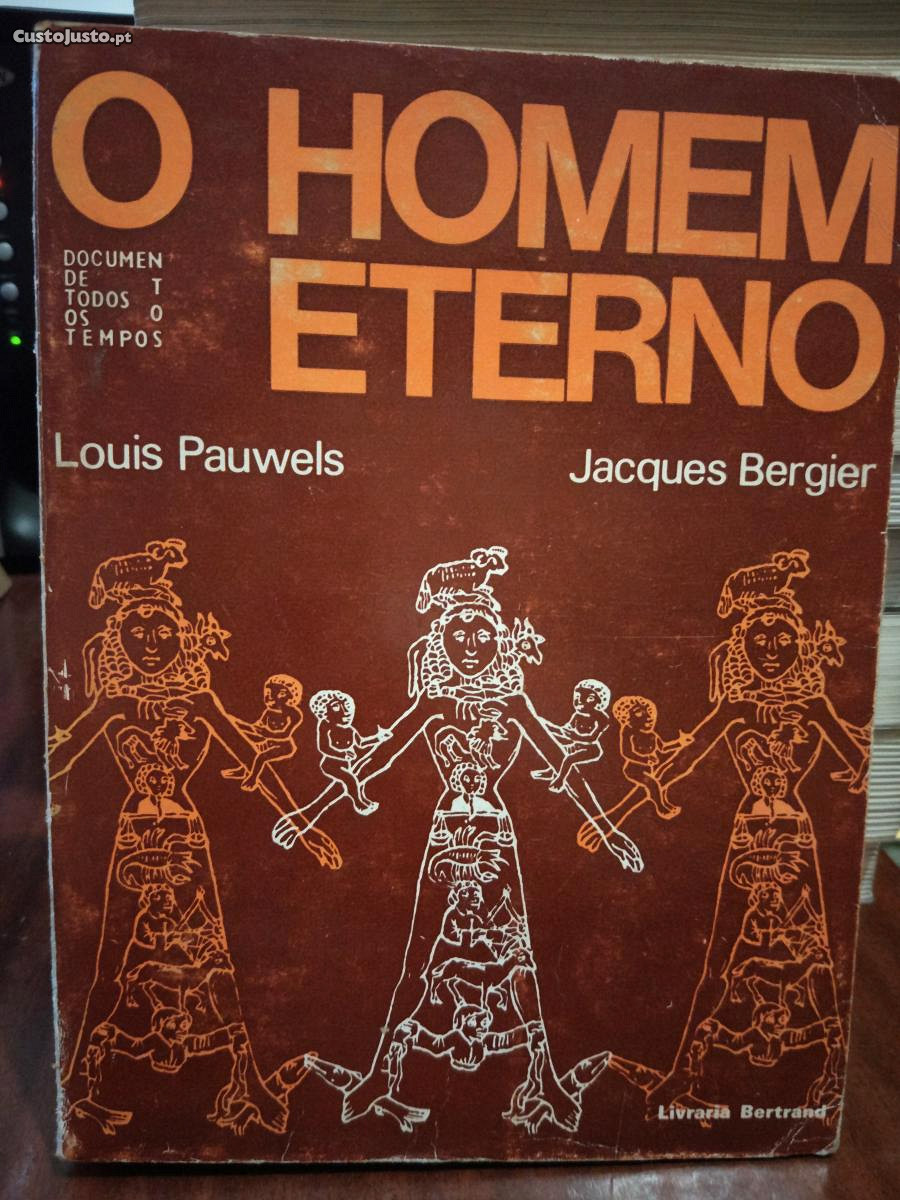 CustoJusto.pt
O HOMEM
ETERNO
DOCUMEN
DE T
TODOS O
OS
TEMPOS
Louis Pauwels
Jacques Bergier
Livraria Bertrand